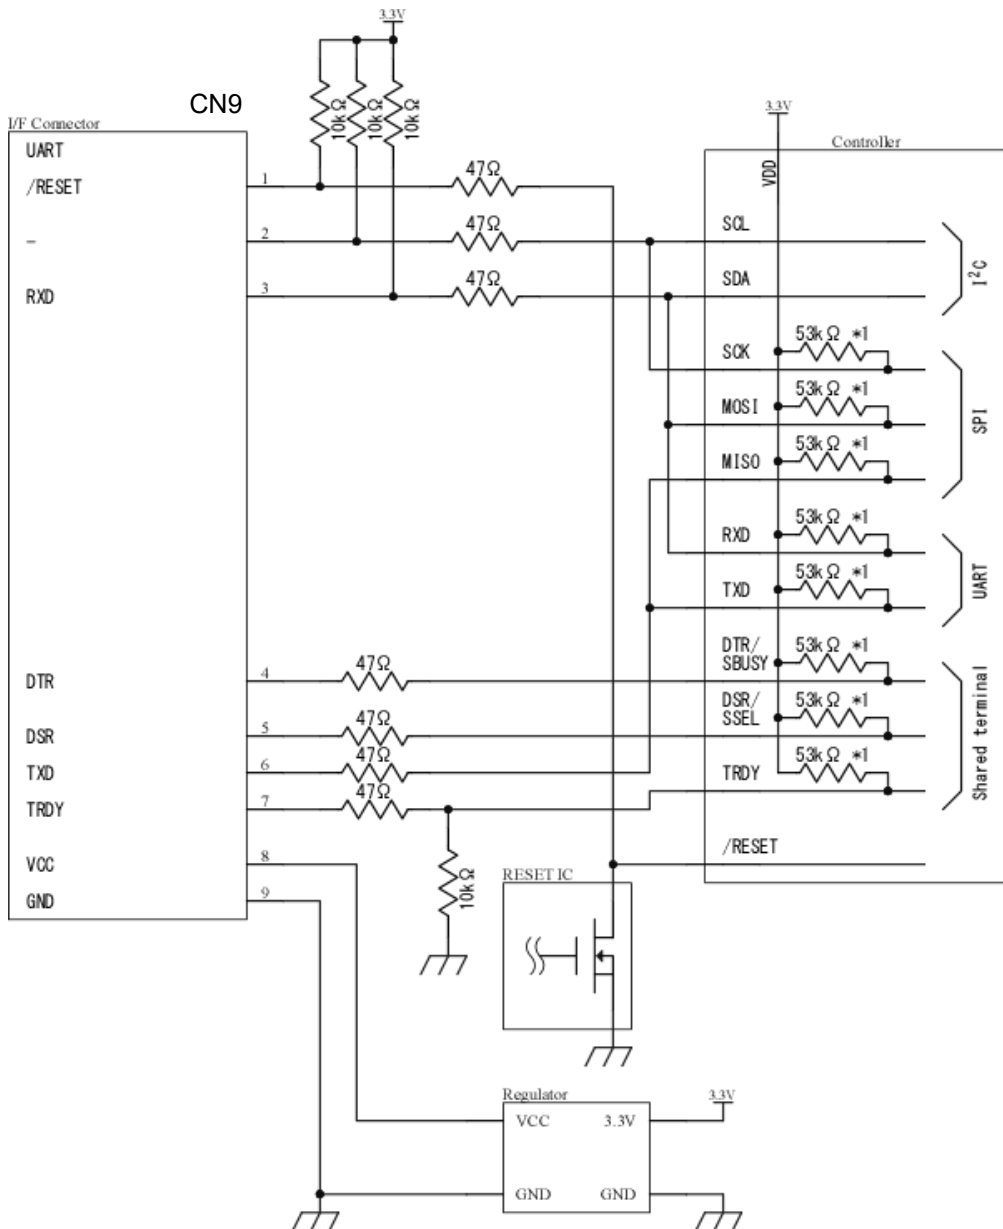 3.3V
CN9
10kΩ
10kΩ
10kΩ
I/F Connector
UART
/RESET
1
47Ω
-
2
47Ω
RXD
3
47Ω
DTR
4
47Ω
DSR
5
47Ω
TXD
6
47Ω
TRDY
7
47Ω
VCC
8
GND
9
10kΩ
3.3V
Controller
VDD
SCL
SDA
I²C
SCK
53kΩ *1
MOSI
53kΩ *1
MISO
53kΩ *1
SPI
RXD
53kΩ *1
TXD
53kΩ *1
UART
DTR/
SBUSY
53kΩ *1
DSR/
SSEL
53kΩ *1
TRDY
53kΩ *1
Shared terminal
/RESET
RESET IC
Regulator
VCC
3.3V
3.3V
GND
GND